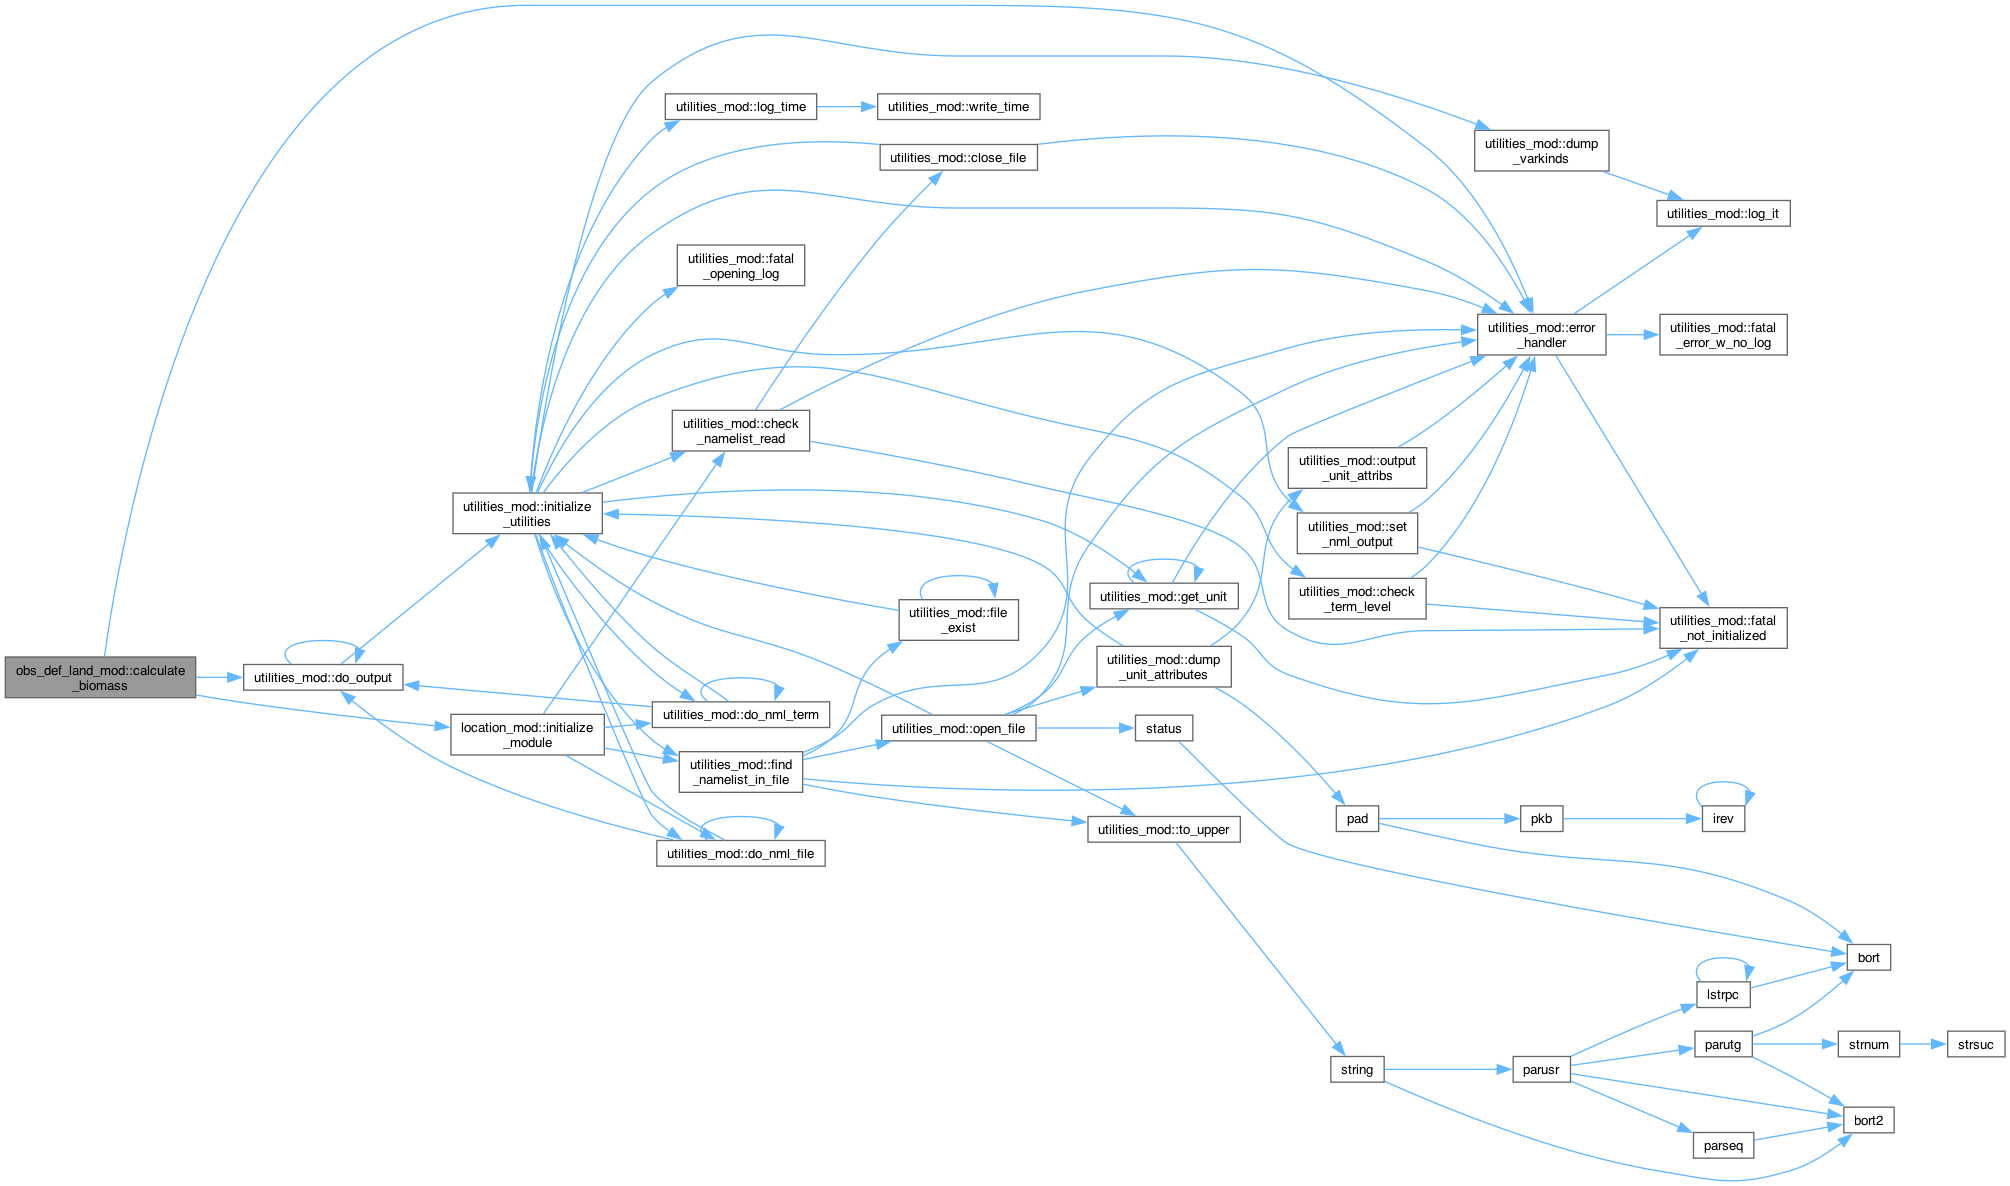 obs_def_land_mod::calculate
_biomass
utilities_mod::do_output
location_mod::initialize
_module
utilities_mod::initialize
_utilities
utilities_mod::log_time
utilities_mod::write_time
utilities_mod::close_file
utilities_mod::fatal
_opening_log
utilities_mod::check
_namelist_read
utilities_mod::file
_exist
utilities_mod::do_nml_term
utilities_mod::find
_namelist_in_file
utilities_mod::do_nml_file
utilities_mod::open_file
utilities_mod::get_unit
utilities_mod::dump
_unit_attributes
status
utilities_mod::to_upper
utilities_mod::dump
_varkinds
utilities_mod::log_it
utilities_mod::error
_handler
utilities_mod::fatal
_error_w_no_log
utilities_mod::output
_unit_attribs
utilities_mod::set
_nml_output
utilities_mod::check
_term_level
utilities_mod::fatal
_not_initialized
pad
pkb
irev
bort
lstrpc
string
parusr
parutg
strnum
strsuc
bort2
parseq